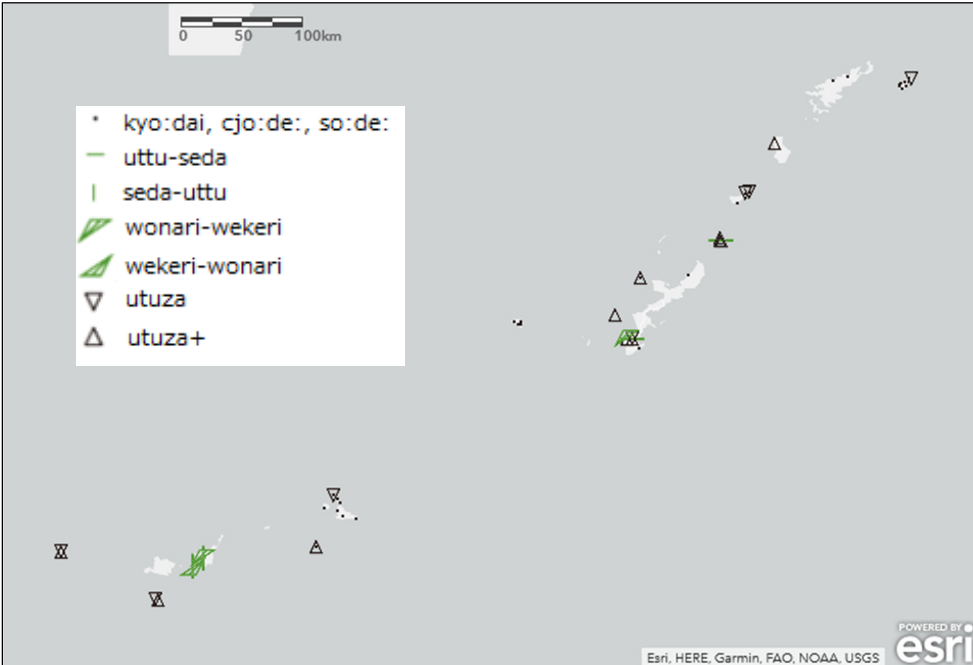 0 50 100km
kyo:dai, cjo:de:, so:de:
uttu-seda
seda-uttu
wonari-wekeri
wekeri-wonari
utuza
utuza+
POWERED BY
esri
Esri, HERE, Garmin, FAO, NOAA, USGS